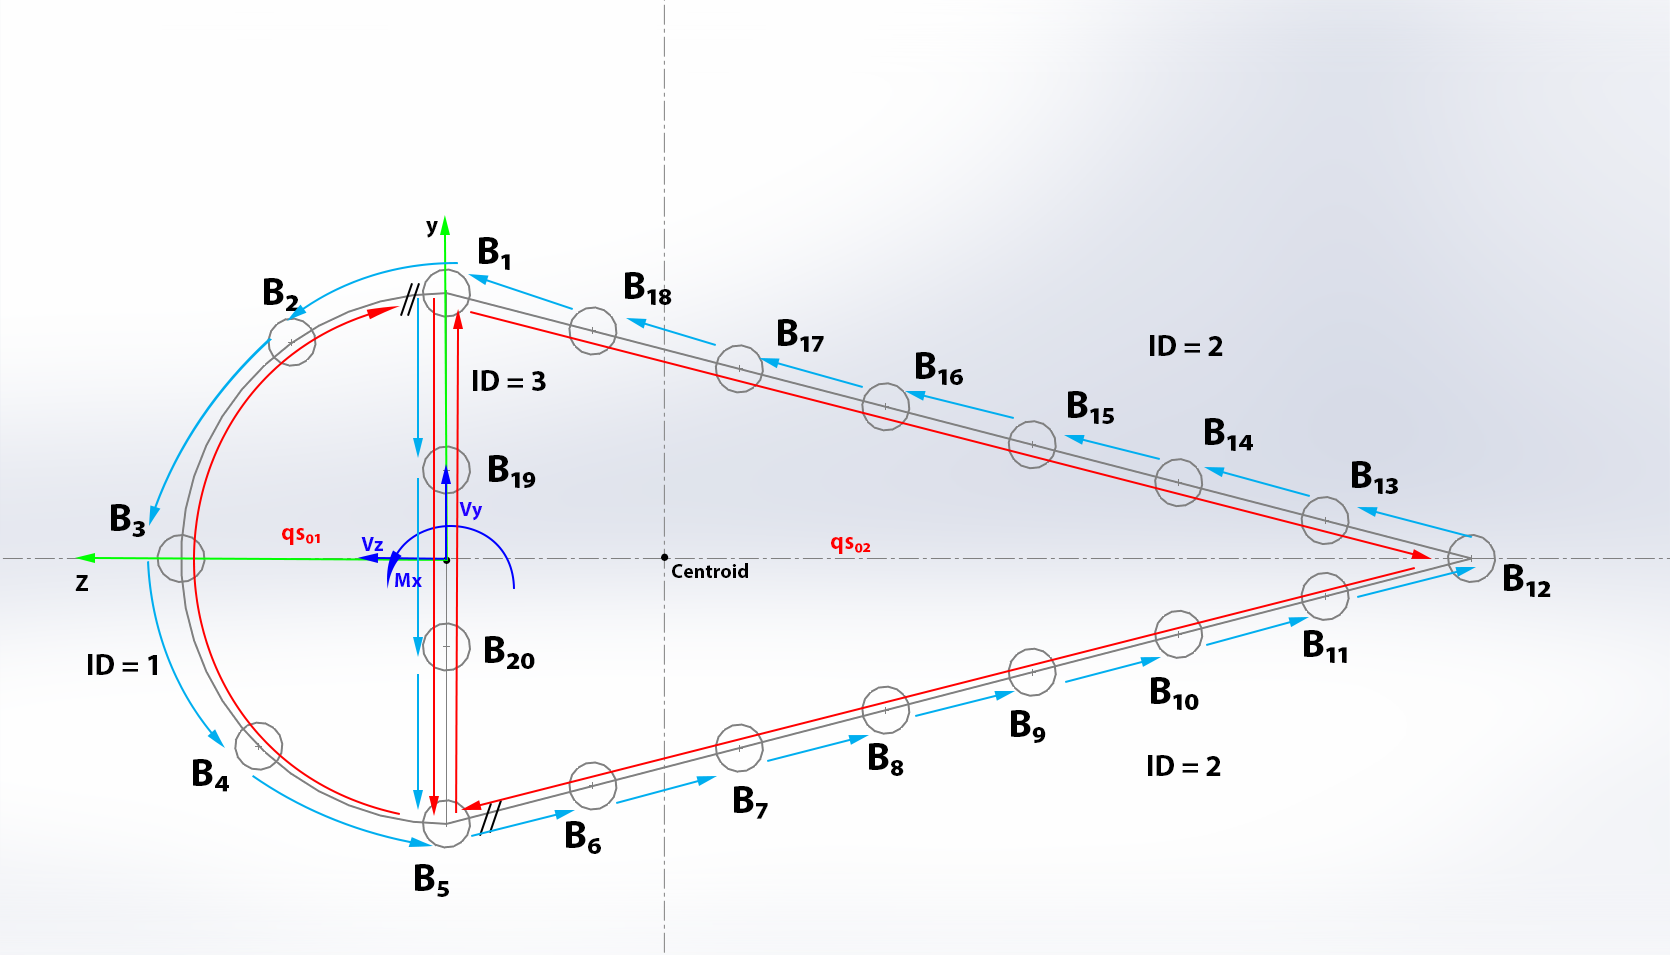 y
B₁
B₂
B₁₈
B₁₇
ID = 2
B₁₆
ID = 3
B₁₅
B₁₄
B₁₉
B₁₃
Vy
B₃
qs₀₁
Vz
qs₀₂
Z
Mx
Centroid
B₁₂
B₂₀
B₁₁
ID = 1
B₁₀
B₉
B₈
ID = 2
B₄
B₇
B₆
B₅